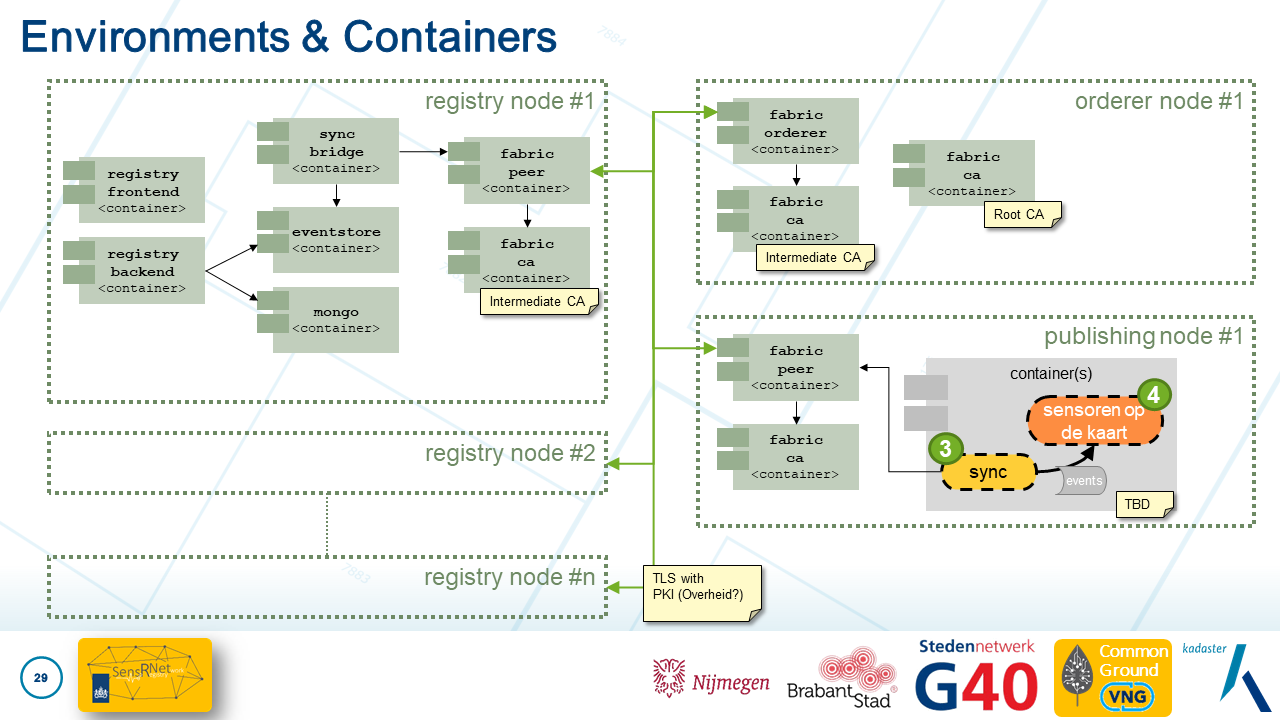 Environments & Containers
7884
registry node #1
registry
frontend
<container>
registry
backend
<container>
sync
bridge
<container>
eventstore
<container>
mongo
<container>
fabric
peer
<container>
fabric
ca
<container>
Intermediate CA
registry node #2
registry node #n
7883
orderer node #1
fabric
orderer
<container>
fabric
ca
<container>
Intermediate CA
fabric
ca
<container>
Root CA
publishing node #1
fabric
peer
<container>
fabric
ca
<container>
container(s)
4
sensoren op
de kaart
3
sync
events
TBD
TLS with
PKI (Overheid?)
29
SensRNet
Nijmegen
BrabantStad
Stedennetwerk
G40
Common
Ground
VNG
kadaster